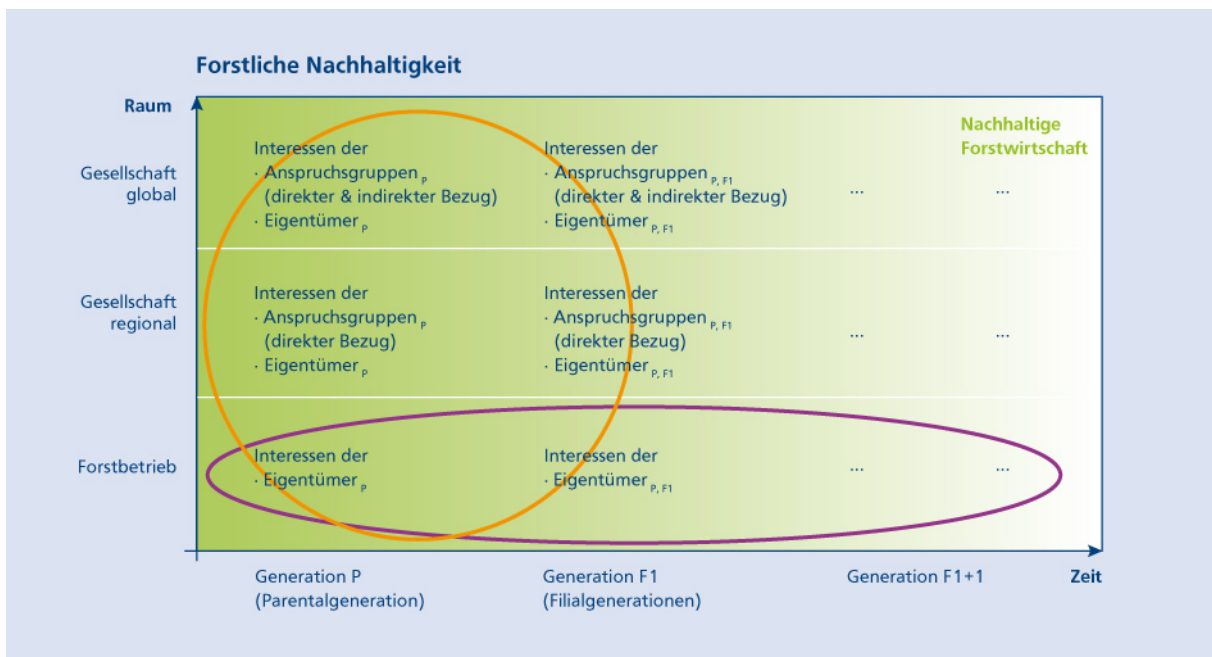 Forstliche Nachhaltigkeit
Raum
Nachhaltige
Forstwirtschaft
Gesellschaft
global
Interessen der
· Anspruchsgruppen P
(direkter & indirekter Bezug)
· Eigentümer P
Interessen der
· Anspruchsgruppen P, F1
(direkter & indirekter Bezug)
· Eigentümer P, F1
...
...
Gesellschaft
regional
Interessen der
· Anspruchsgruppen P
(direkter Bezug)
· Eigentümer P
Interessen der
· Anspruchsgruppen P, F1
(direkter Bezug)
· Eigentümer P, F1
...
...
Forstbetrieb
Interessen der
· Eigentümer P
Interessen der
· Eigentümer P, F1
...
...
Generation P
(Parentalgeneration)
Generation F1
(Filialgenerationen)
Generation F1+1
Zeit